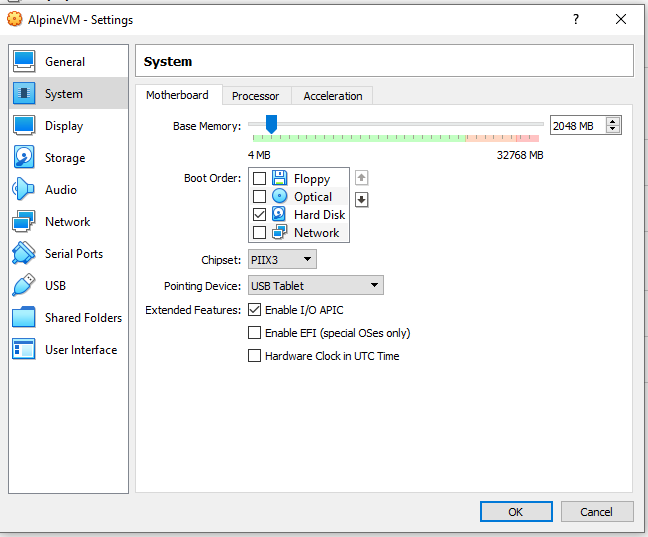 AlpineVM - Settings
General
System
Display
Storage
Audio
Network
Serial Ports
USB
Shared Folders
User Interface
System
Motherboard Processor Acceleration
Base Memory: 2048 MB
4 MB 32768 MB
Boot Order: Floppy
Optical
Hard Disk
Network
Chipset: PIIX3
Pointing Device: USB Tablet
Extended Features: Enable I/O APIC
Enable EFI (special OSes only)
Hardware Clock in UTC Time
OK Cancel